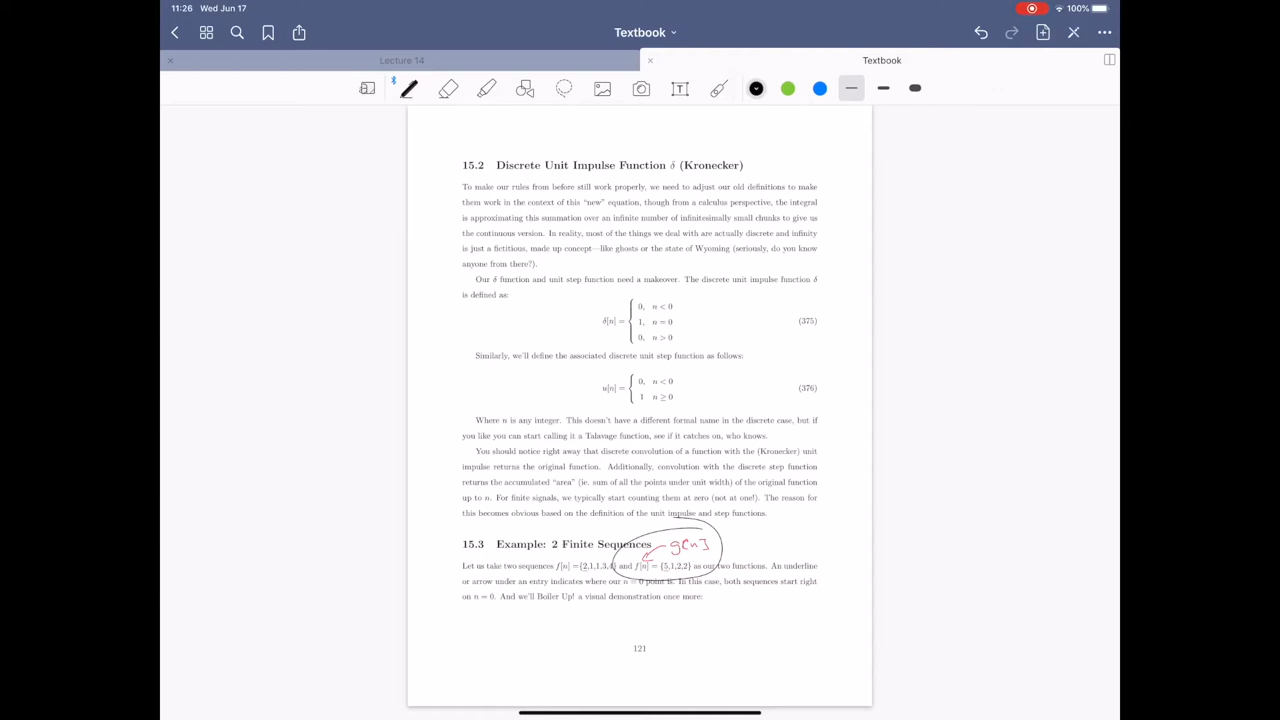 11:26 Wed Jun 17
100%
Textbook
Lecture 14
Textbook
T
15.2 Discrete Unit Impulse Function δ (Kronecker)
To make our rules from before still work properly, we need to adjust our old definitions to make
them work in the context of this “new” equation, though from a calculus perspective, the integral
is approximating this summation over an infinite number of infinitesimally small chunks to give us
the continuous version. In reality, most of the things we deal with are actually discrete and infinity
is just a fictitious, made up concept—like ghosts or the state of Wyoming (seriously, do you know
anyone from there?).
Our δ function and unit step function need a makeover. The discrete unit impulse function δ
is defined as:
0, n < 0
δ[n] = { 1, n = 0 (375)
0, n > 0
Similarly, we’ll define the associated discrete unit step function as follows:
0, n < 0
u[n] = { (376)
1 n ≥ 0
Where n is any integer. This doesn’t have a different formal name in the discrete case, but if
you like you can start calling it a Talavage function, see if it catches on, who knows.
You should notice right away that discrete convolution of a function with the (Kronecker) unit
impulse returns the original function. Additionally, convolution with the discrete step function
returns the accumulated “area” (ie. sum of all the points under unit width) of the original function
up to n. For finite signals, we typically start counting them at zero (not at one!). The reason for
this becomes obvious based on the definition of the unit impulse and step functions.
15.3 Example: 2 Finite Sequences
g[n]
Let us take two sequences f[n] ={2,1,1,3,4} and f[n] = {5,1,2,2} as our two functions. An underline
or arrow under an entry indicates where our n = 0 point is. In this case, both sequences start right
on n = 0. And we’ll Boiler Up! a visual demonstration once more:
121